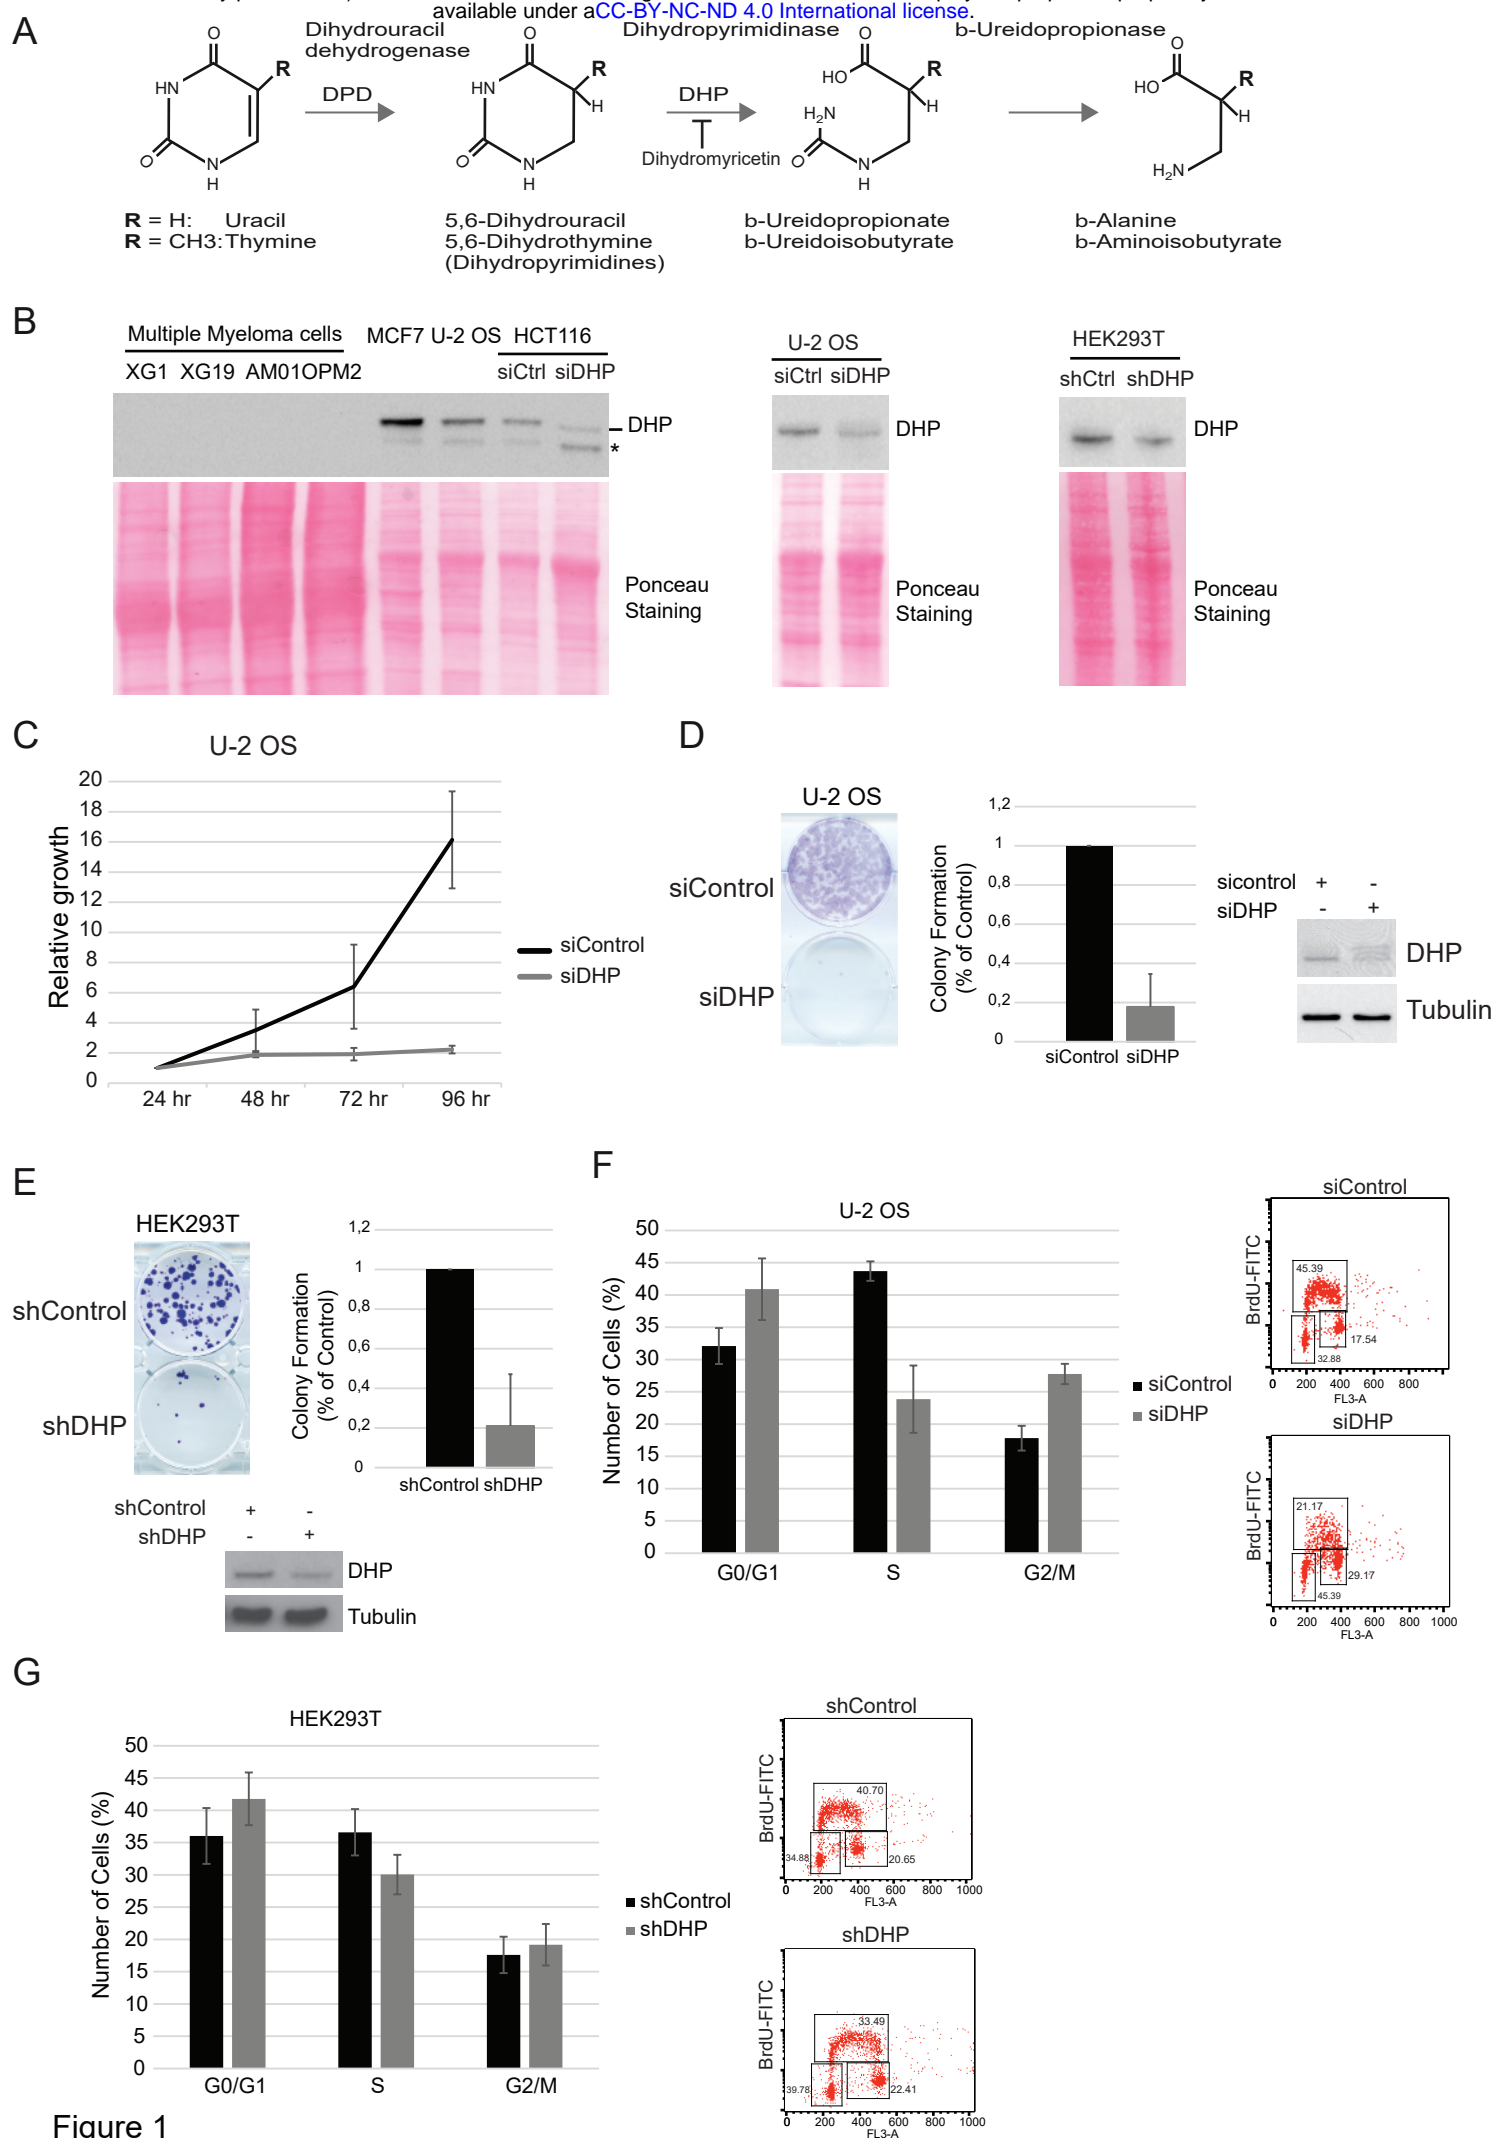 available under aCC-BY-NC-ND 4.0 International license.
A
Dihydrouracil
dehydrogenase
Dihydropyrimidinase
b-Ureidopropionase
O
R
HN
O
N
H
DPD
O
R
H
HN
O
N
H
DHP
Dihydromyricetin
O
HO
R
H
H2N
O
N
H
O
HO
R
H
H2N
R = H: Uracil
R = CH3: Thymine
5,6-Dihydrouracil
5,6-Dihydrothymine
(Dihydropyrimidines)
b-Ureidopropionate
b-Ureidoisobutyrate
b-Alanine
b-Aminoisobutyrate
B
Multiple Myeloma cells
MCF7 U-2 OS HCT116
XG1 XG19 AM01OPM2
siCtrl siDHP
DHP
*
Ponceau
Staining
U-2 OS
siCtrl siDHP
DHP
Ponceau
Staining
HEK293T
shCtrl shDHP
DHP
Ponceau
Staining
C
U-2 OS
Relative growth
20
18
16
14
12
10
8
6
4
2
0
24 hr 48 hr 72 hr 96 hr
siControl
siDHP
D
U-2 OS
siControl
siDHP
Colony Formation
(% of Control)
1,2
1
0,8
0,6
0,4
0,2
0
siControl siDHP
sicontrol + -
siDHP - +
DHP
Tubulin
E
HEK293T
shControl
shDHP
Colony Formation
(% of Control)
1,2
1
0,8
0,6
0,4
0,2
0
shControl shDHP
shControl + -
shDHP - +
DHP
Tubulin
F
U-2 OS
Number of Cells (%)
50
45
40
35
30
25
20
15
10
5
0
G0/G1 S G2/M
siControl
siDHP
siControl
BrdU-FITC
45.39
17.54
32.88
0 200 400 600 800
FL3-A
siDHP
BrdU-FITC
21.17
29.17
45.39
0 200 400 600 800 1000
FL3-A
G
HEK293T
Number of Cells (%)
50
45
40
35
30
25
20
15
10
5
0
G0/G1 S G2/M
shControl
shDHP
shControl
BrdU-FITC
40.70
34.88
20.65
0 200 400 600 800 1000
FL3-A
shDHP
BrdU-FITC
33.49
39.78
22.41
0 200 400 600 800 1000
FL3-A
Figure 1